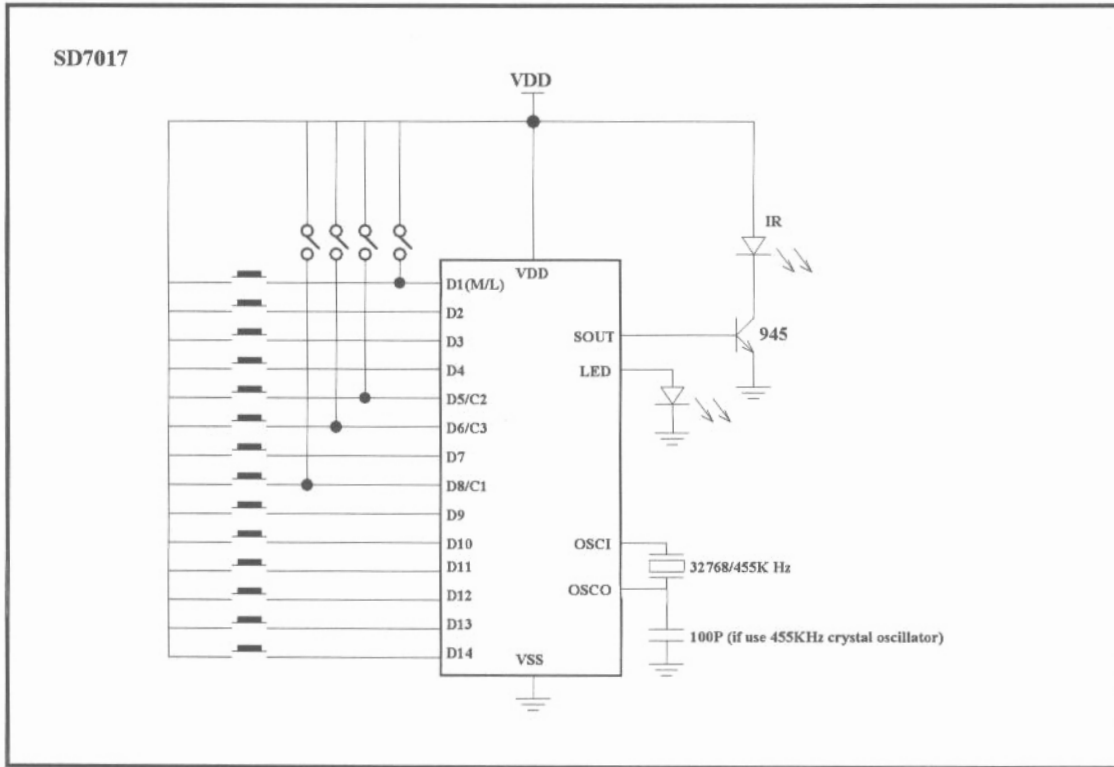 SD7017
VDD
IR
VDD
D1(M/L)
D2
D3
SOUT
945
D4
LED
D5/C2
D6/C3
D7
D8/C1
D9
D10
OSCI
D11
32768/455K Hz
D12
OSCO
D13
100P (if use 455KHz crystal oscillator)
D14
VSS